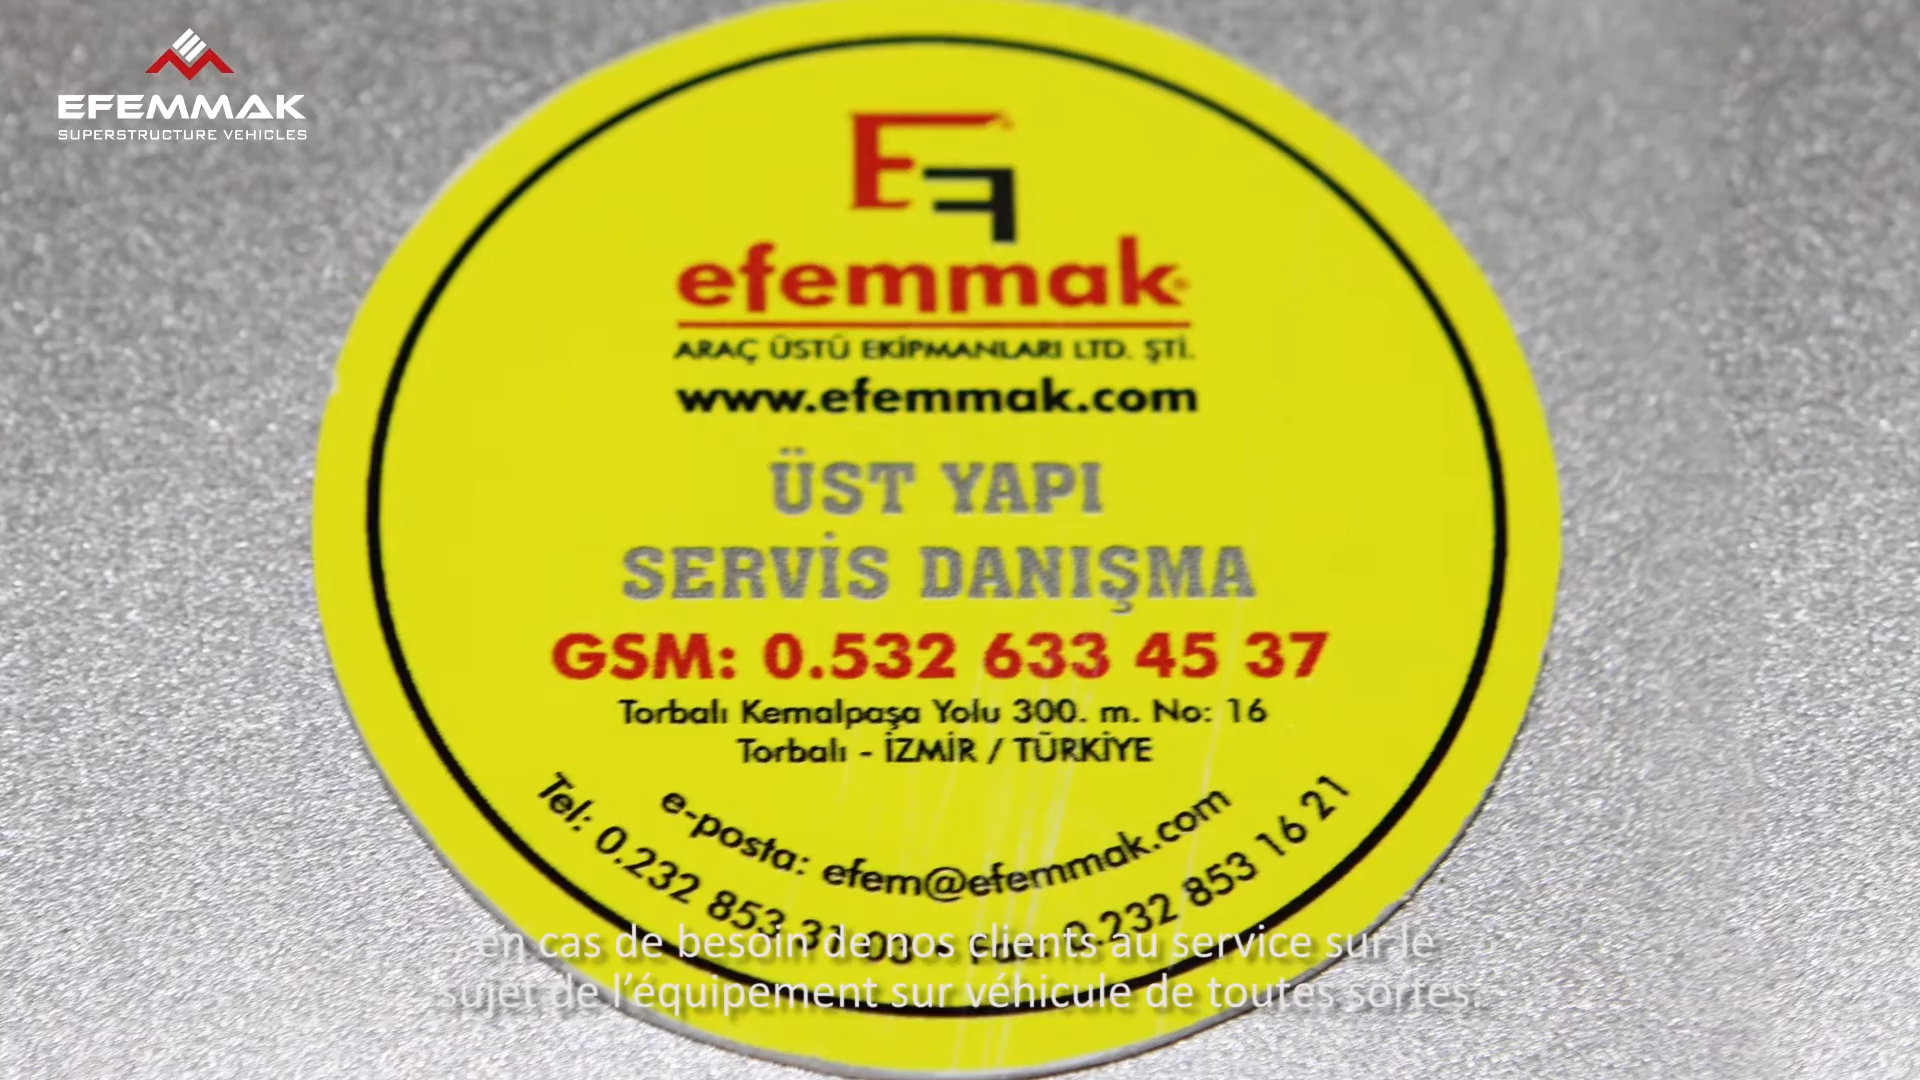 EFEMMAK
SUPERSTRUCTURE VEHICLES
EF
efemmak
ARAÇ ÜSTÜ EKİPMANLARI LTD. ŞTİ.
www.efemmak.com
ÜST YAPI
SERVİS DANIŞMA
GSM: 0.532 633 45 37
Torbalı Kemalpaşa Yolu 300. m. No: 16
Torbalı - İZMİR / TÜRKİYE
e-posta: efem@efemmak.com
Tel: 0.232 853 31 03 - Fax: 0.232 853 16 21
en cas de besoin de nos clients au service sur le
sujet de l’équipement sur véhicule de toutes sortes.